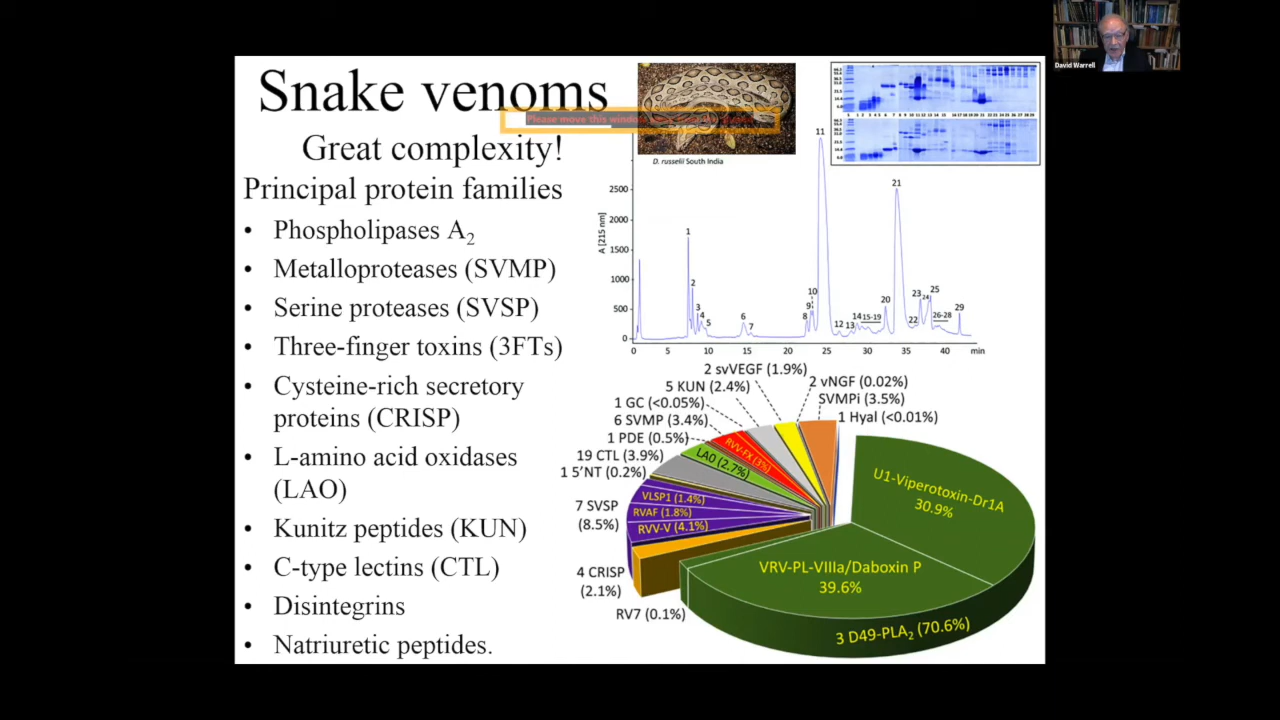 David Warrell
Snake venoms
Please move this window
Great complexity!
Principal protein families
• Phospholipases A₂
• Metalloproteases (SVMP)
• Serine proteases (SVSP)
• Three-finger toxins (3FTs)
• Cysteine-rich secretory
proteins (CRISP)
• L-amino acid oxidases
(LAO)
• Kunitz peptides (KUN)
• C-type lectins (CTL)
• Disintegrins
• Natriuretic peptides.
D. russelii South India
A [215 nm]
2500
2000
1500
1000
500
0
0 5 10 15 20 25 30 35 40 min
1
2
3
4
5
6
7
8
9
10
11
12
13
14
15-19
20
21
22
23
24
25
26-28
29
2 svVEGF (1.9%)
5 KUN (2.4%)
1 GC (<0.05%)
6 SVMP (3.4%)
1 PDE (0.5%)
19 CTL (3.9%)
1 5'NT (0.2%)
7 SVSP
(8.5%)
4 CRISP
(2.1%)
RV7 (0.1%)
2 vNGF (0.02%)
SVMPi (3.5%)
1 Hyal (<0.01%)
RVV-FX (3%)
LAO (2.7%)
VLSP1 (1.4%)
RVAF (1.8%)
RVV-V (4.1%)
U1-Viperotoxin-Dr1A
30.9%
VRV-PL-VIIIa/Daboxin P
39.6%
3 D49-PLA₂ (70.6%)